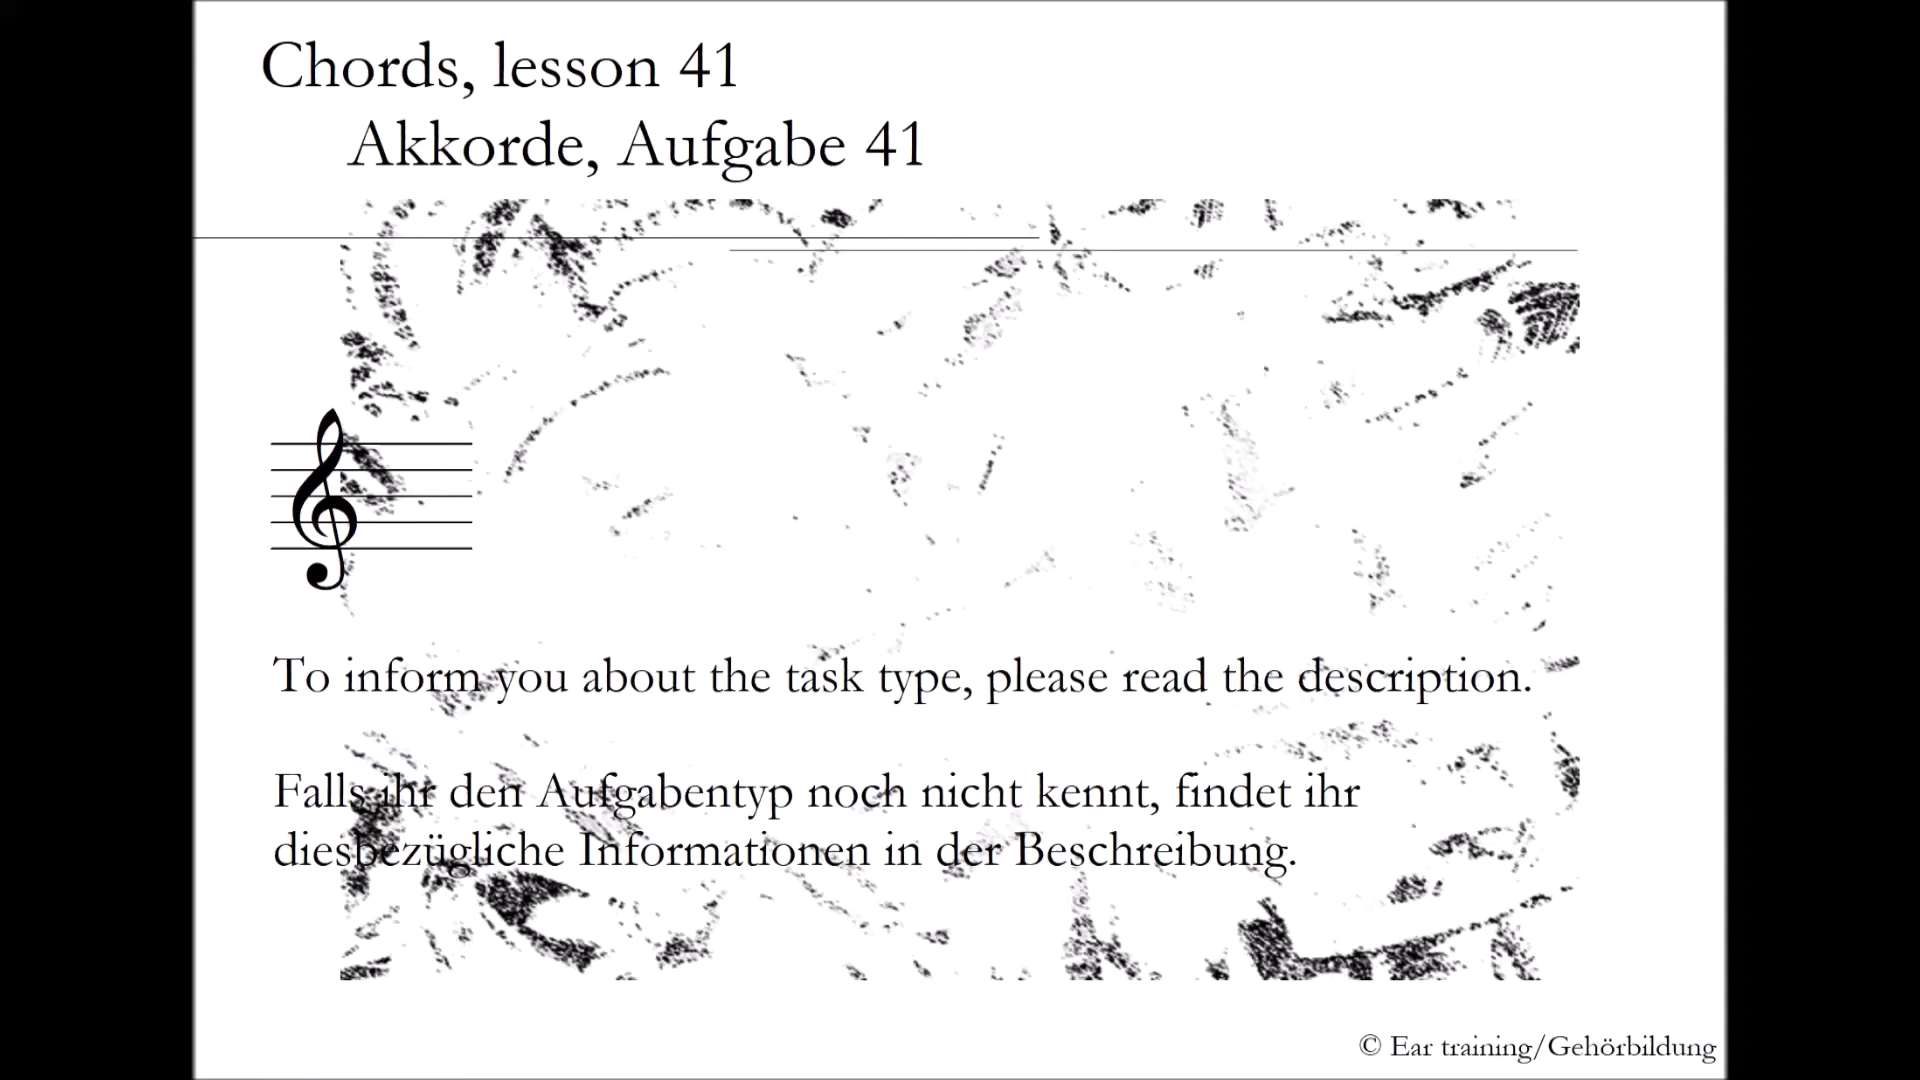 Chords, lesson 41
Akkorde, Aufgabe 41
To inform you about the task type, please read the description.
Falls ihr den Aufgabentyp noch nicht kennt, findet ihr
diesbezügliche Informationen in der Beschreibung.
© Ear training/Gehörbildung